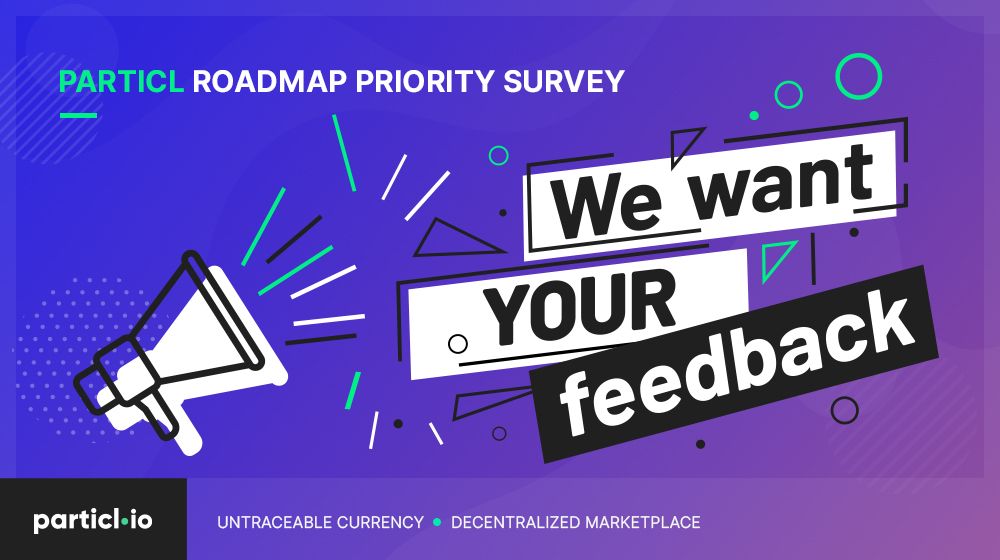 PARTICL ROADMAP PRIORITY SURVEY
We want
YOUR
feedback
particl.io
UNTRACEABLE CURRENCY • DECENTRALIZED MARKETPLACE